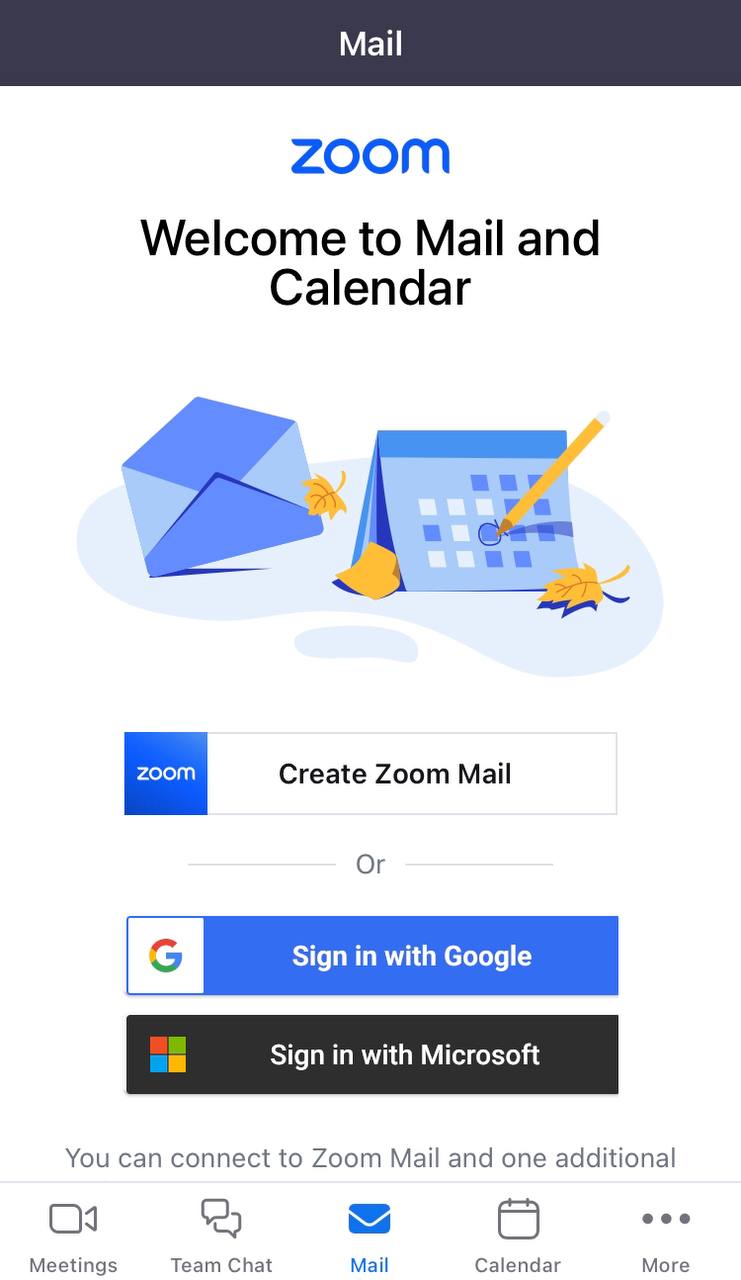 Mail
zoom
Welcome to Mail and
Calendar
zoom
Create Zoom Mail
Or
Sign in with Google
Sign in with Microsoft
You can connect to Zoom Mail and one additional
Meetings
Team Chat
Mail
Calendar
More